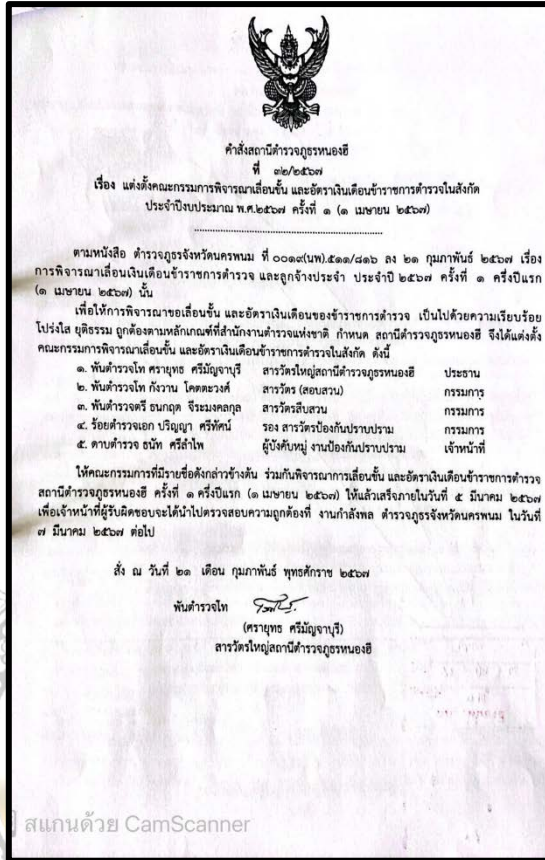 คำสั่งสถานีตำรวจภูธรหนองฮี
ที่ ๓๒/๒๕๖๗
เรื่อง แต่งตั้งคณะกรรมการพิจารณาเลื่อนขั้น และอัตราเงินเดือนข้าราชการตำรวจในสังกัด
ประจำปีงบประมาณ พ.ศ.๒๕๖๗ ครั้งที่ ๑ (๑ เมษายน ๒๕๖๗)
ตามหนังสือ ตำรวจภูธรจังหวัดนครพนม ที่ ๐๐๑๙(นพ).๕๑๑/๘๑๖ ลง ๒๑ กุมภาพันธ์ ๒๕๖๗ เรื่อง
การพิจารณาเลื่อนเงินเดือนข้าราชการตำรวจ และลูกจ้างประจำ ประจำปี ๒๕๖๗ ครั้งที่ ๑ ครึ่งปีแรก
(๑ เมษายน ๒๕๖๗) นั้น
เพื่อให้การพิจารณาขอเลื่อนขั้น และอัตราเงินเดือนของข้าราชการตำรวจ เป็นไปด้วยความเรียบร้อย
โปร่งใส ยุติธรรม ถูกต้องตามหลักเกณฑ์ที่สำนักงานตำรวจแห่งชาติ กำหนด สถานีตำรวจภูธรหนองฮี จึงได้แต่งตั้ง
คณะกรรมการพิจารณาเลื่อนขั้น และอัตราเงินเดือนข้าราชการตำรวจในสังกัด ดังนี้
๑. พันตำรวจโท ศรายุทธ ศรีมัญจาบุรี สารวัตรใหญ่สถานีตำรวจภูธรหนองฮี ประธาน
๒. พันตำรวจโท กังวาน โคตตะวงศ์ สารวัตร (สอบสวน) กรรมการ
๓. พันตำรวจตรี ธนกฤต จีระมงคลกุล สารวัตรสืบสวน กรรมการ
๔. ร้อยตำรวจเอก ปริญญา ศรีทัศน์ รอง สารวัตรป้องกันปราบปราม กรรมการ
๕. ดาบตำรวจ ธนัท ศรีลำไพ ผู้บังคับหมู่ งานป้องกันปราบปราม เจ้าหน้าที่
ให้คณะกรรมการที่มีรายชื่อดังกล่าวข้างต้น ร่วมกันพิจารณาการเลื่อนขั้น และอัตราเงินเดือนข้าราชการตำรวจ
สถานีตำรวจภูธรหนองฮี ครั้งที่ ๑ ครึ่งปีแรก (๑ เมษายน ๒๕๖๗) ให้แล้วเสร็จภายในวันที่ ๕ มีนาคม ๒๕๖๗
เพื่อเจ้าหน้าที่ผู้รับผิดชอบจะได้นำไปตรวจสอบความถูกต้องที่ งานกำลังพล ตำรวจภูธรจังหวัดนครพนม ในวันที่
๗ มีนาคม ๒๕๖๗ ต่อไป
สั่ง ณ วันที่ ๒๑ เดือน กุมภาพันธ์ พุทธศักราช ๒๕๖๗
พันตำรวจโท
(ศรายุทธ ศรีมัญจาบุรี)
สารวัตรใหญ่สถานีตำรวจภูธรหนองฮี
สแกนด้วย CamScanner